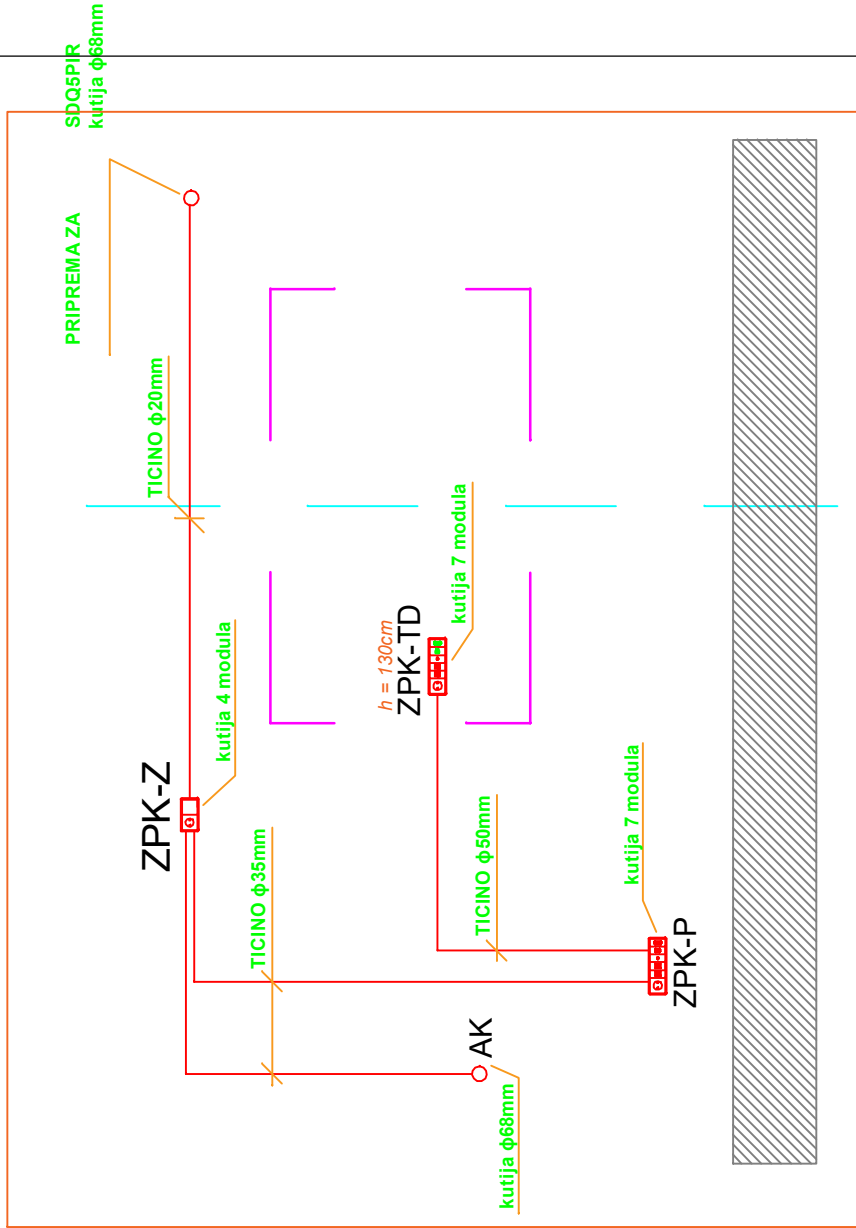 PRIPREMA ZA
SDQ5PIR
kutija ϕ68mm
TICINO ϕ20mm
ZPK-Z
kutija 4 modula
h = 130cm
ZPK-TD
kutija 7 modula
TICINO ϕ35mm
TICINO ϕ50mm
kutija 7 modula
ZPK-P
AK
kutija ϕ68mm